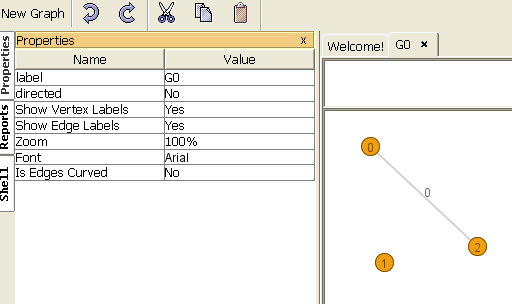 New Graph
Properties x
Name Value
label G0
directed No
Show Vertex Labels Yes
Show Edge Labels Yes
Zoom 100%
Font Arial
Is Edges Curved No
Properties
Reports
Shell
Welcome! G0 ×
0
0
2
1